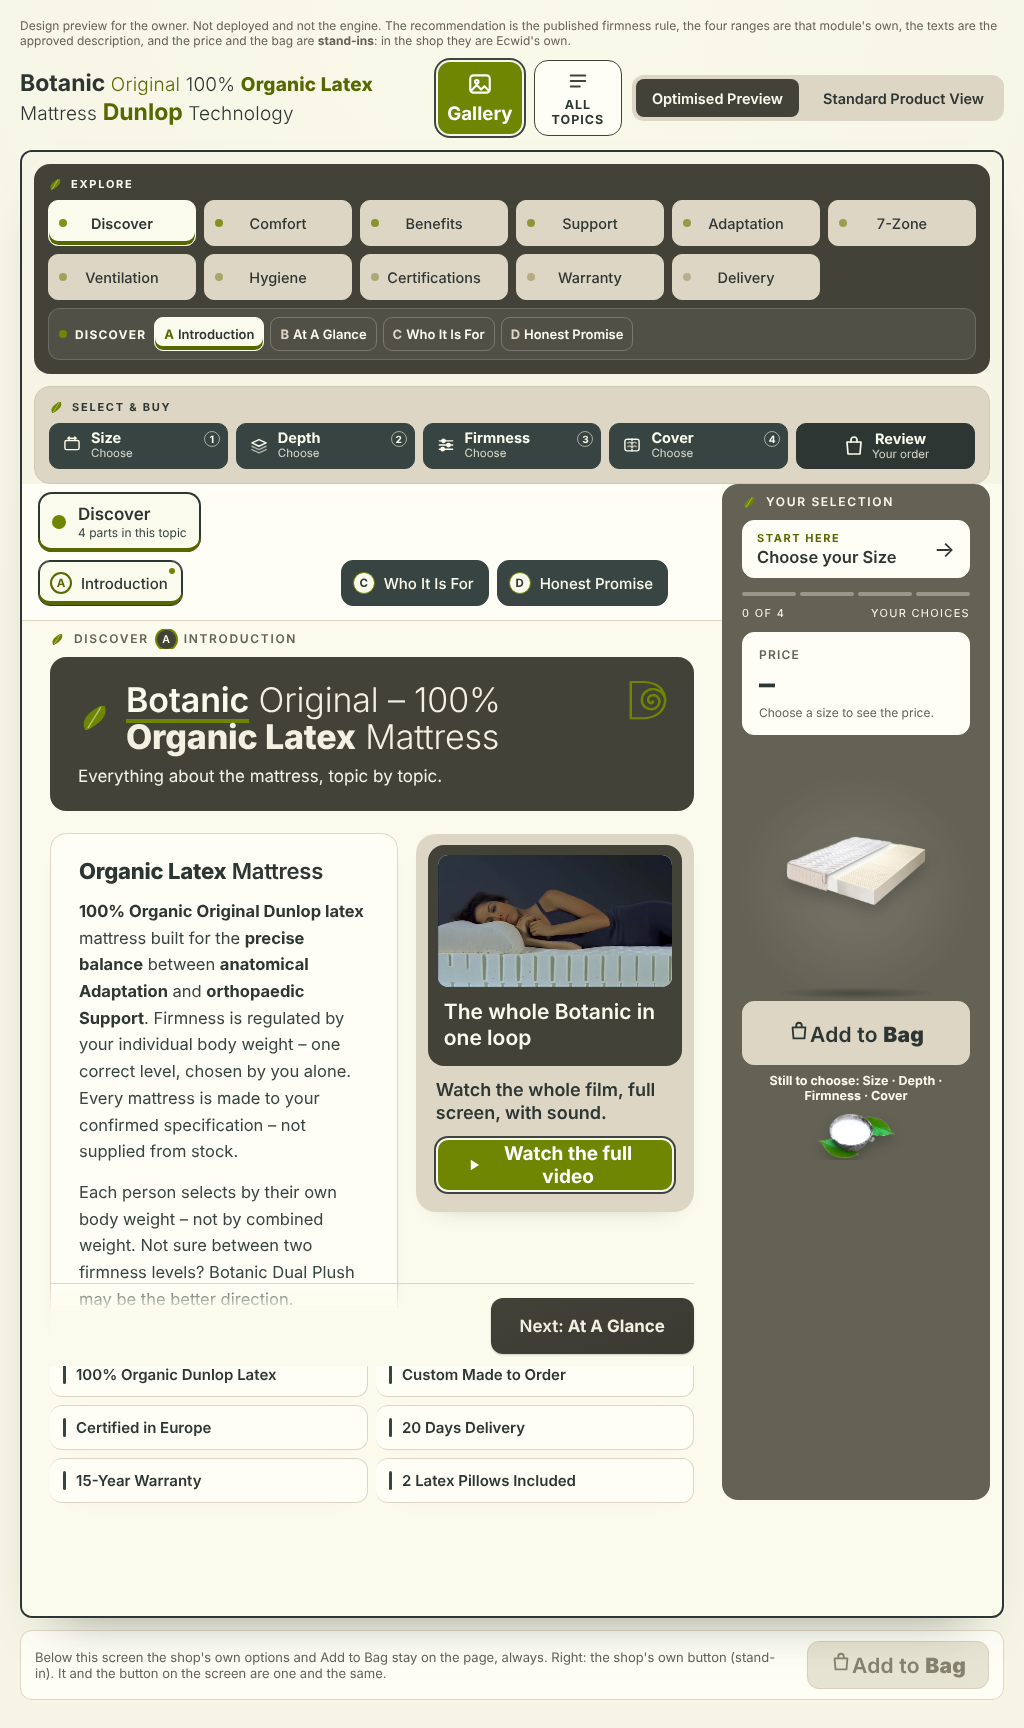 Design preview for the owner. Not deployed and not the engine. The recommendation is the published firmness rule, the four ranges are that module's own, the texts are the
approved description, and the price and the bag are stand-ins: in the shop they are Ecwid's own.
Botanic Original 100% Organic Latex
Mattress Dunlop Technology
Gallery
ALL
TOPICS
Optimised Preview
Standard Product View
EXPLORE
Discover
Comfort
Benefits
Support
Adaptation
7-Zone
Ventilation
Hygiene
Certifications
Warranty
Delivery
DISCOVER
A Introduction
B At A Glance
C Who It Is For
D Honest Promise
SELECT & BUY
Size
Choose
1
Depth
Choose
2
Firmness
Choose
3
Cover
Choose
4
Review
Your order
Discover
4 parts in this topic
A Introduction
C Who It Is For
D Honest Promise
DISCOVER A INTRODUCTION
Botanic Original – 100%
Organic Latex Mattress
Everything about the mattress, topic by topic.
Organic Latex Mattress
100% Organic Original Dunlop latex
mattress built for the precise
balance between anatomical
Adaptation and orthopaedic
Support. Firmness is regulated by
your individual body weight – one
correct level, chosen by you alone.
Every mattress is made to your
confirmed specification – not
supplied from stock.
Each person selects by their own
body weight – not by combined
weight. Not sure between two
firmness levels? Botanic Dual Plush
may be the better direction.
The whole Botanic in
one loop
Watch the whole film, full
screen, with sound.
Watch the full
video
Next: At A Glance
100% Organic Dunlop Latex
Custom Made to Order
Certified in Europe
20 Days Delivery
15-Year Warranty
2 Latex Pillows Included
YOUR SELECTION
START HERE
Choose your Size
0 OF 4
YOUR CHOICES
PRICE
–
Choose a size to see the price.
Add to Bag
Still to choose: Size · Depth ·
Firmness · Cover
Below this screen the shop's own options and Add to Bag stay on the page, always. Right: the shop's own button (stand-
in). It and the button on the screen are one and the same.
Add to Bag